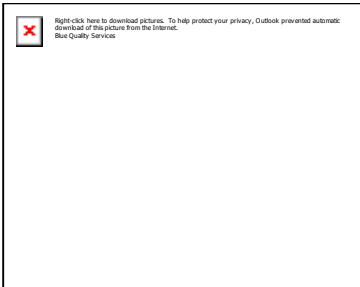 Right-click here to download pictures. To help protect your privacy, Outlook prevented automatic
download of this picture from the Internet.
Blue Quality Services